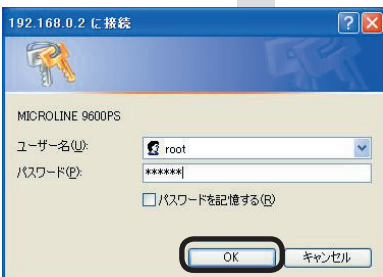 192.168.0.2 に接続
MICROLINE 9600PS
ユーザー名(U):
root
パスワード(P):
******
パスワードを記憶する(R)
OK
キャンセル